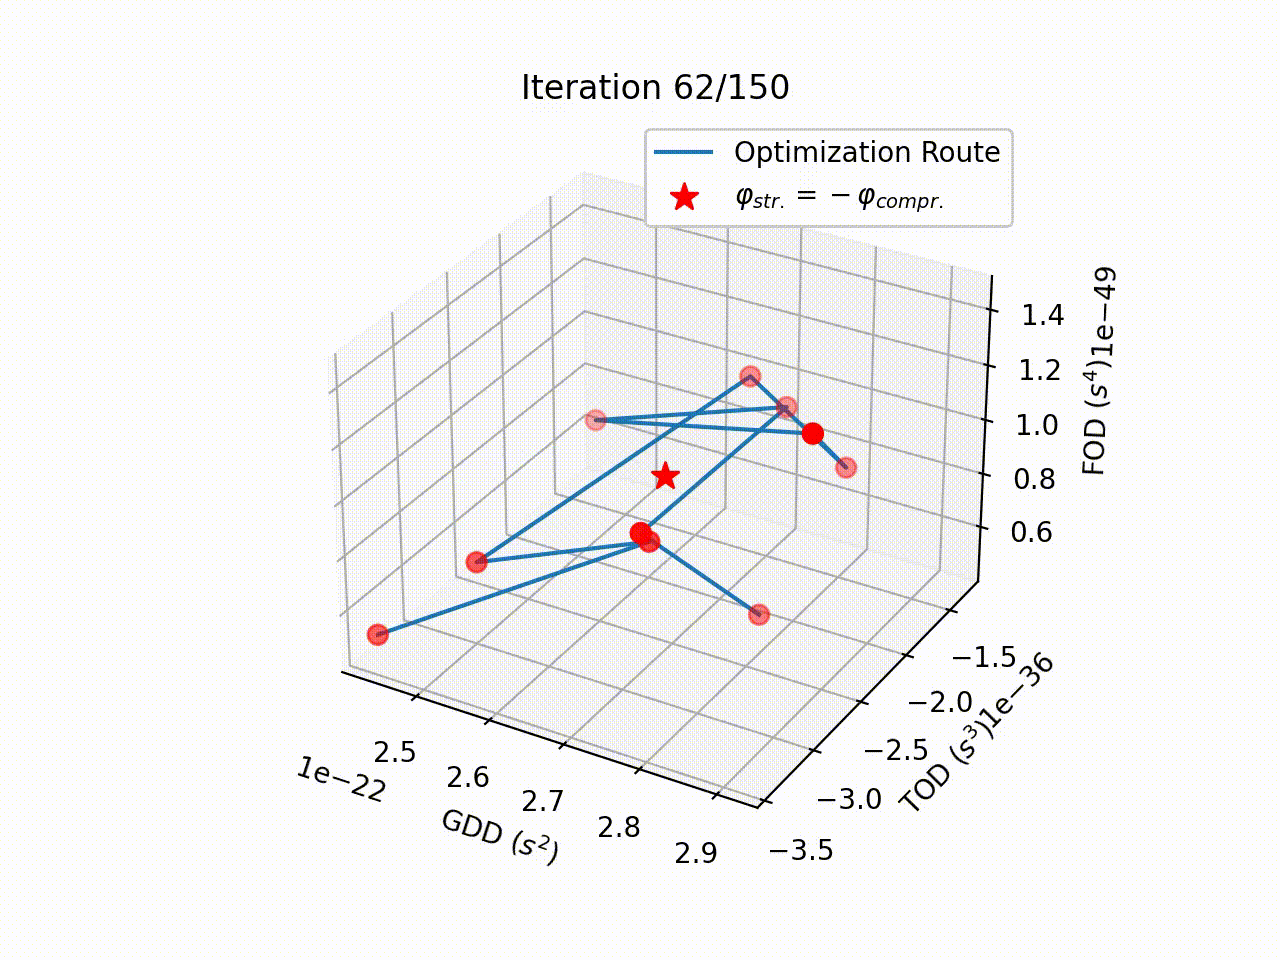 Iteration 62/150
Optimization Route
φstr. = − φcompr.
1.4
1.2
1.0
0.8
0.6
FOD (s⁴)1e−49
−1.5
−2.0
−2.5
−3.0
−3.5
TOD (s³)1e−36
2.5
2.6
2.7
2.8
2.9
1e−22
GDD (s²)